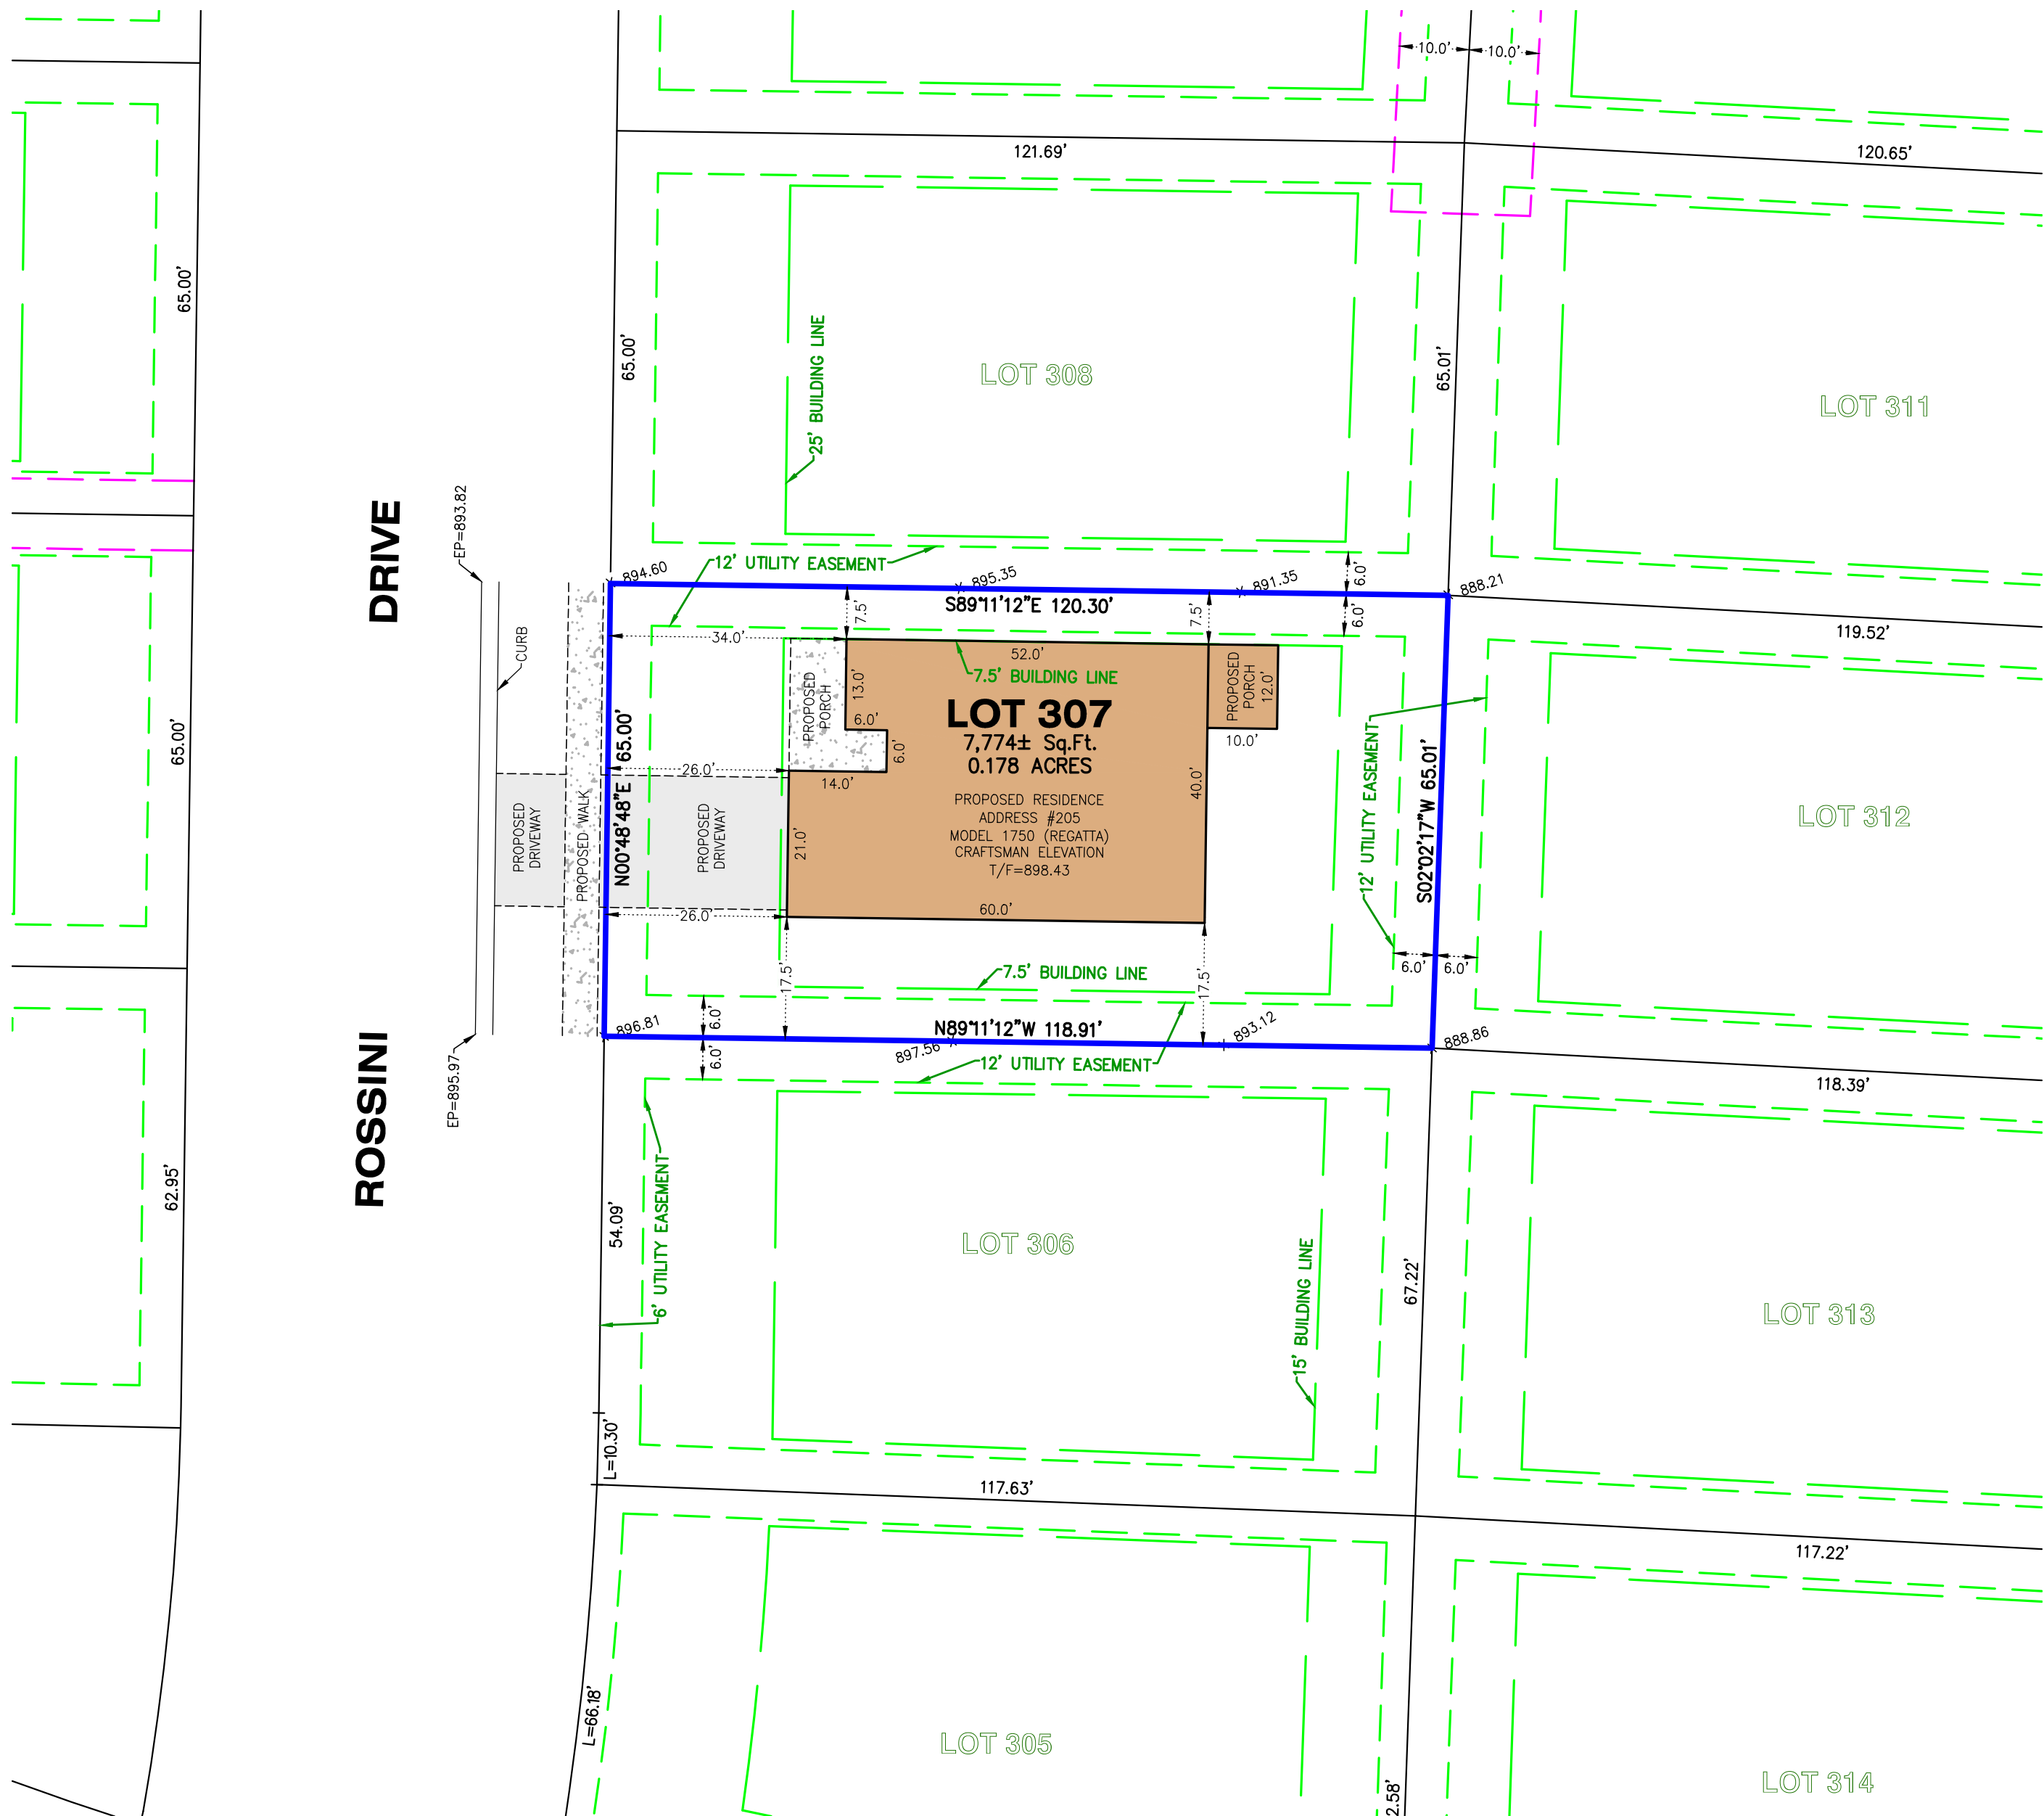 10.0'
10.0'
121.69'
120.65'
65.00'
65.00'
65.01'
25' BUILDING LINE
LOT 308
LOT 311
DRIVE
EP=893.82
12' UTILITY EASEMENT
894.60
895.35
891.35
888.21
6.0'
6.0'
S89°11'12"E 120.30'
7.5'
7.5'
119.52'
CURB
34.0'
52.0'
7.5' BUILDING LINE
PROPOSED
PORCH
13.0'
6.0'
6.0'
PROPOSED
PORCH
12.0'
10.0'
LOT 307
7,774± Sq.Ft.
0.178 ACRES
65.00'
N00°48'48"E 65.00'
26.0'
14.0'
40.0'
12' UTILITY EASEMENT
S02°02'17"W 65.01'
PROPOSED
DRIVEWAY
PROPOSED WALK
PROPOSED
DRIVEWAY
21.0'
PROPOSED RESIDENCE
ADDRESS #205
MODEL 1750 (REGATTA)
CRAFTSMAN ELEVATION
T/F=898.43
LOT 312
26.0'
60.0'
17.5'
17.5'
7.5' BUILDING LINE
6.0'
6.0'
896.81
6.0'
6.0'
N89°11'12"W 118.91'
897.56
893.12
888.86
12' UTILITY EASEMENT
EP=895.97
ROSSINI
118.39'
62.95'
54.09'
6' UTILITY EASEMENT
LOT 306
15' BUILDING LINE
67.22'
LOT 313
L=10.30'
117.63'
117.22'
L=66.18'
LOT 305
LOT 314
2.58'